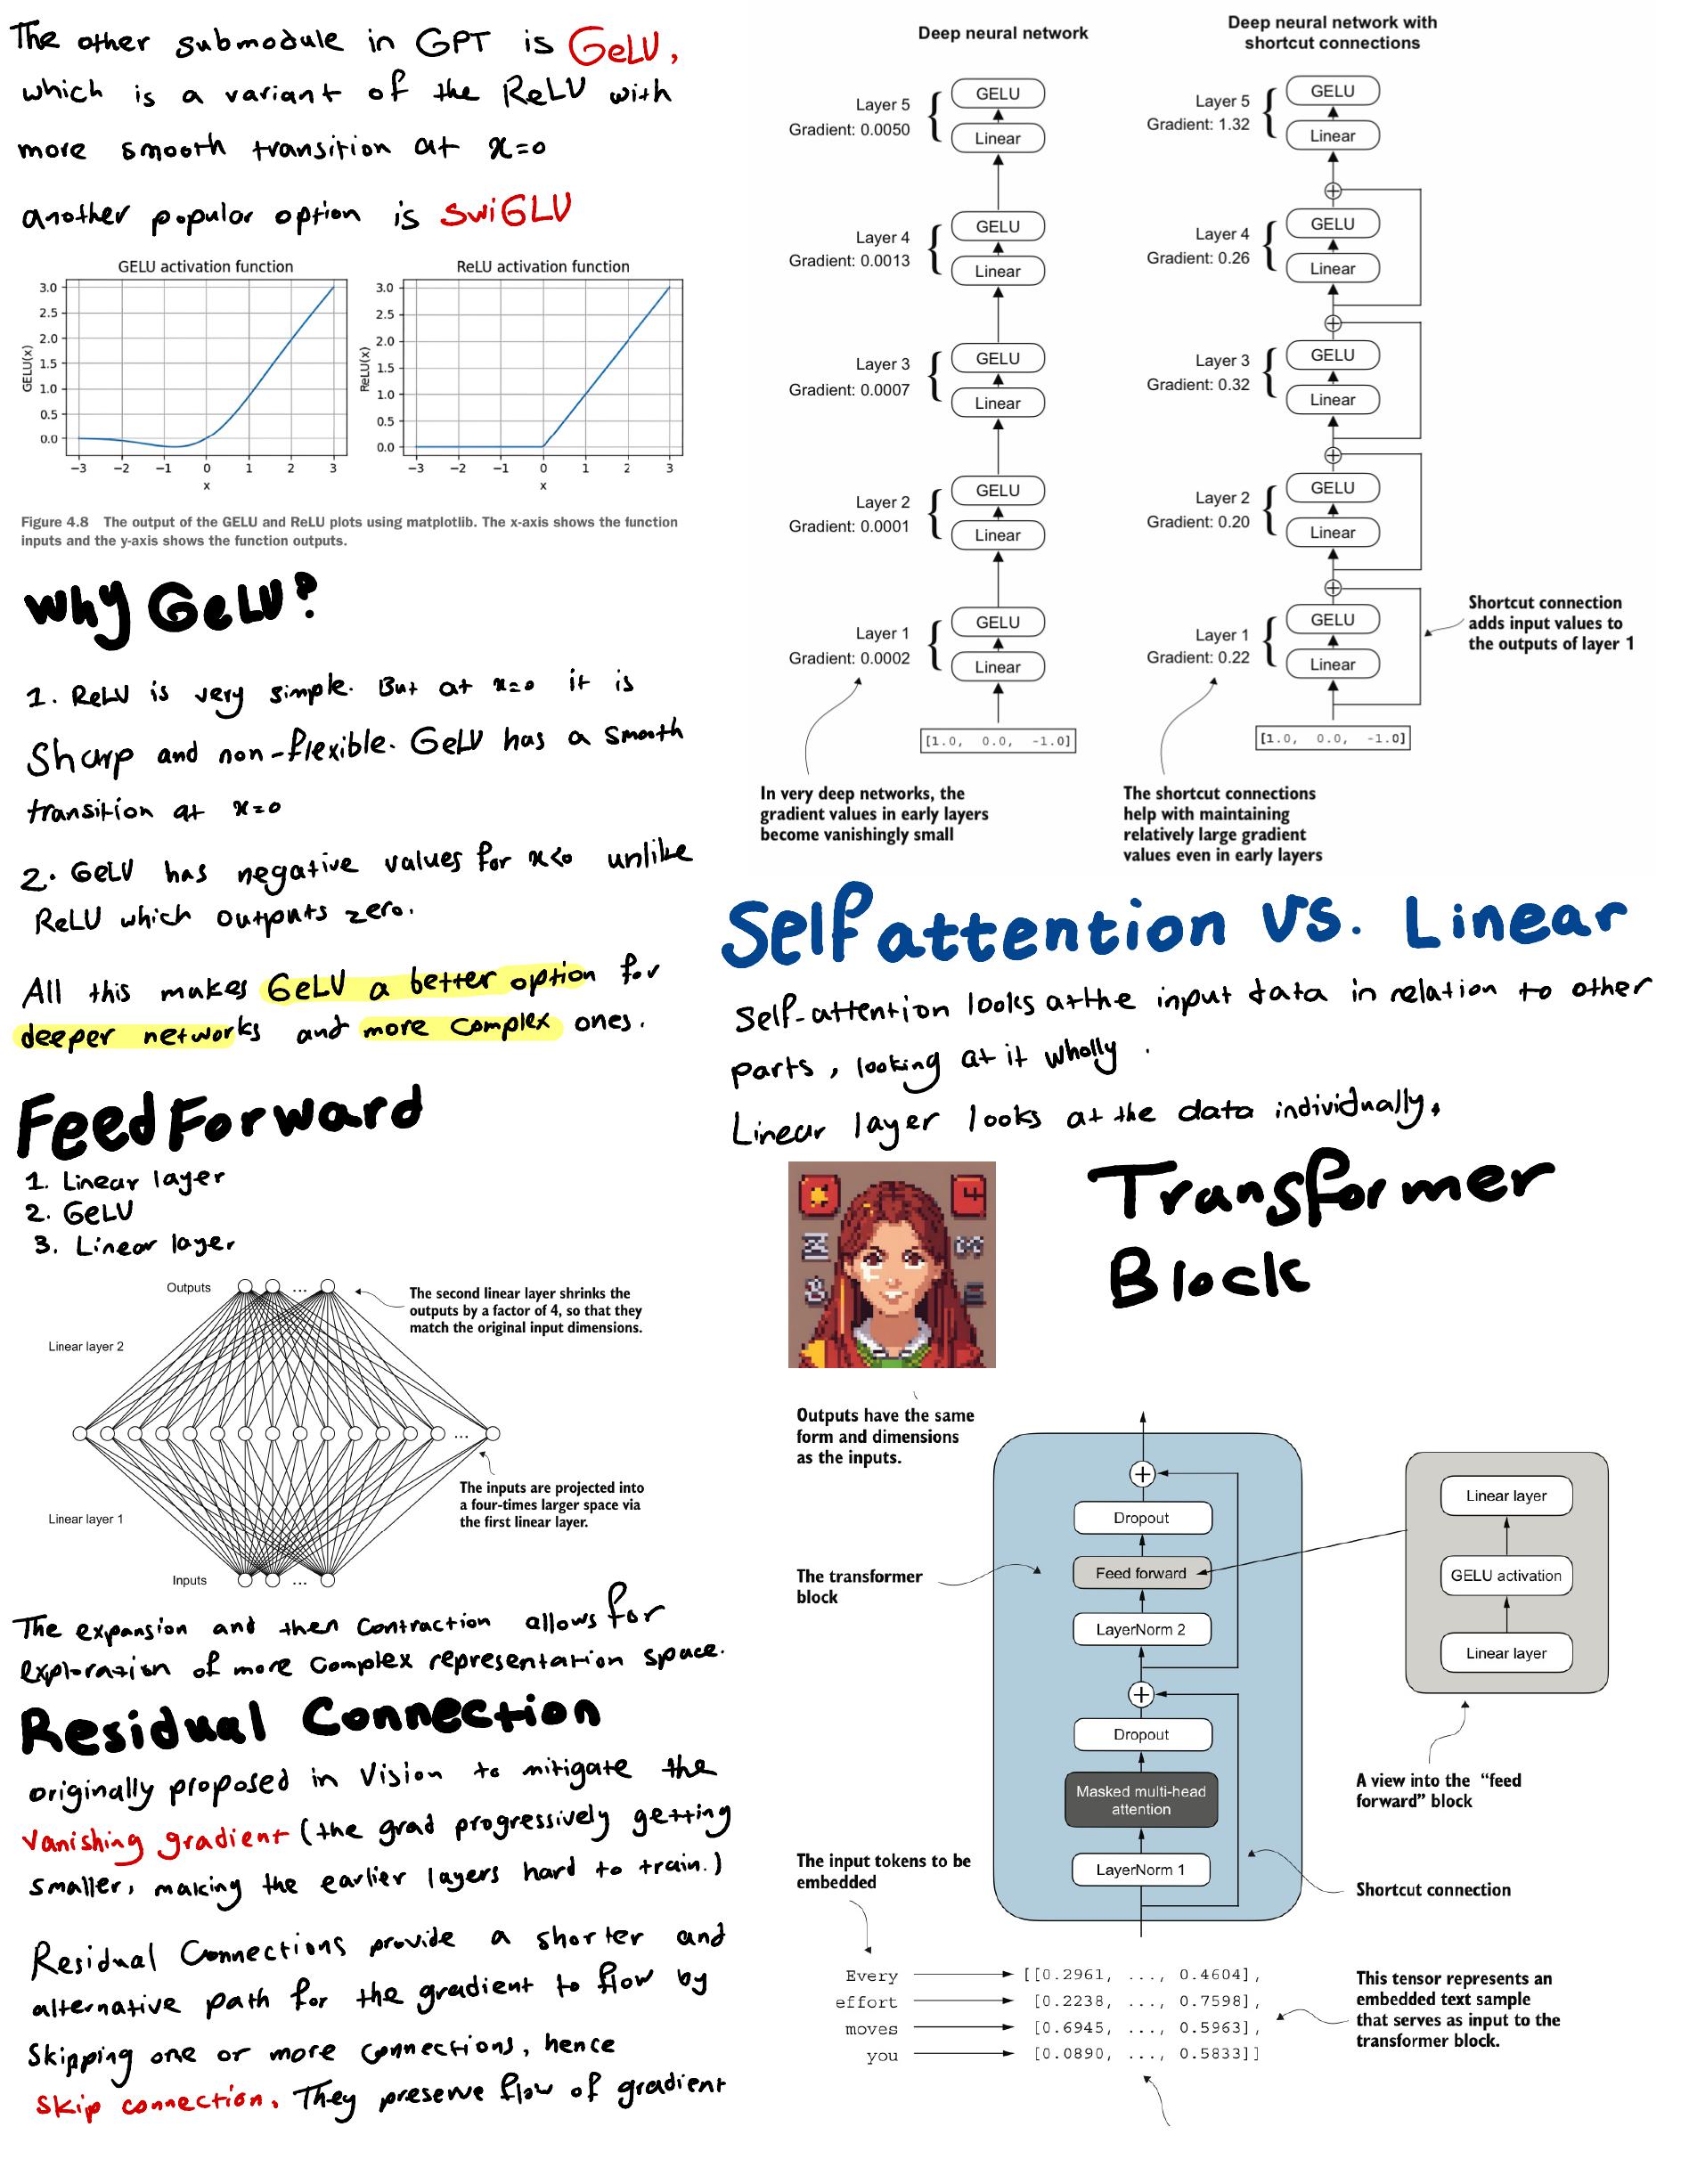 The other submodule in GPT is GeLU,
which is a variant of the ReLU with
more smooth transition at x=0
another popular option is SwiGLU
GELU activation function
GELU(x)
3.0
2.5
2.0
1.5
1.0
0.5
0.0
−3 −2 −1 0 1 2 3
x
ReLU activation function
ReLU(x)
3.0
2.5
2.0
1.5
1.0
0.5
0.0
−3 −2 −1 0 1 2 3
x
Figure 4.8 The output of the GELU and ReLU plots using matplotlib. The x-axis shows the function
inputs and the y-axis shows the function outputs.
Why GeLU?
1. ReLU is very simple. But at x=0 it is
Sharp and non-flexible. GeLU has a smooth
transition at x=0
2. GeLU has negative values for x<0 unlike
ReLU which outputs zero.
All this makes GeLU a better option for
deeper networks and more complex ones.
FeedForward
1. Linear layer
2. GeLU
3. Linear layer
Outputs
...
The second linear layer shrinks the
outputs by a factor of 4, so that they
match the original input dimensions.
Linear layer 2
...
The inputs are projected into
a four-times larger space via
the first linear layer.
Linear layer 1
Inputs
...
The expansion and then contraction allows for
exploration of more complex representation space.
Residual Connection
originally proposed in Vision to mitigate the
Vanishing gradient (the grad progressively getting
smaller, making the earlier layers hard to train.)
Residual Connections provide a shorter and
alternative path for the gradient to flow by
Skipping one or more connections, hence
Skip connection. They preserve flow of gradient
Deep neural network
Layer 5
Gradient: 0.0050
GELU
Linear
Layer 4
Gradient: 0.0013
GELU
Linear
Layer 3
Gradient: 0.0007
GELU
Linear
Layer 2
Gradient: 0.0001
GELU
Linear
Layer 1
Gradient: 0.0002
GELU
Linear
[1.0, 0.0, -1.0]
In very deep networks, the
gradient values in early layers
become vanishingly small
Deep neural network with
shortcut connections
Layer 5
Gradient: 1.32
GELU
Linear
Layer 4
Gradient: 0.26
GELU
Linear
Layer 3
Gradient: 0.32
GELU
Linear
Layer 2
Gradient: 0.20
GELU
Linear
Layer 1
Gradient: 0.22
GELU
Linear
[1.0, 0.0, -1.0]
Shortcut connection
adds input values to
the outputs of layer 1
The shortcut connections
help with maintaining
relatively large gradient
values even in early layers
Self attention vs. Linear
Self-attention looks at the input data in relation to other
parts, looking at it wholly.
Linear layer looks at the data individually.
Transformer
Block
Outputs have the same
form and dimensions
as the inputs.
The transformer
block
Dropout
Feed forward
LayerNorm 2
Dropout
Masked multi-head
attention
LayerNorm 1
Linear layer
GELU activation
Linear layer
A view into the “feed
forward” block
Shortcut connection
The input tokens to be
embedded
Every [[0.2961, ..., 0.4604],
effort [0.2238, ..., 0.7598],
moves [0.6945, ..., 0.5963],
you [0.0890, ..., 0.5833]]
This tensor represents an
embedded text sample
that serves as input to the
transformer block.